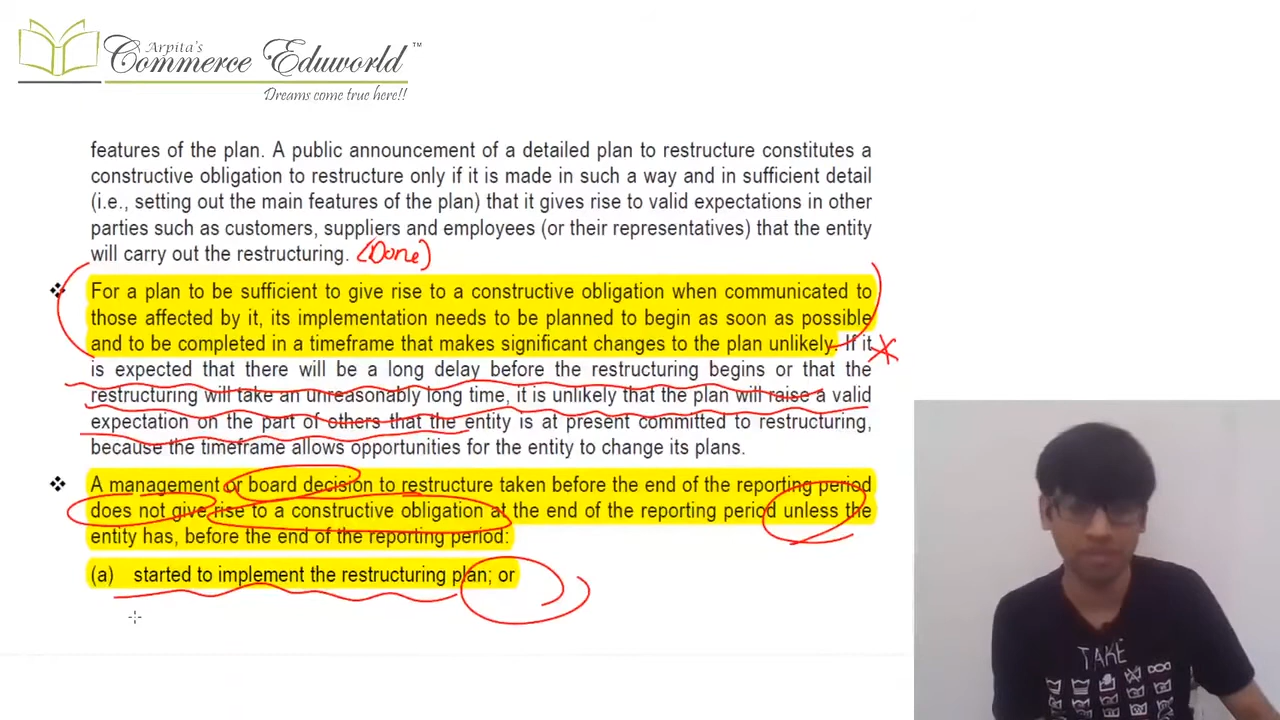 Arpita's
Commerce Eduworld ™
Dreams come true here!!
features of the plan. A public announcement of a detailed plan to restructure constitutes a
constructive obligation to restructure only if it is made in such a way and in sufficient detail
(i.e., setting out the main features of the plan) that it gives rise to valid expectations in other
parties such as customers, suppliers and employees (or their representatives) that the entity
will carry out the restructuring. (Done)
❖ For a plan to be sufficient to give rise to a constructive obligation when communicated to
those affected by it, its implementation needs to be planned to begin as soon as possible
and to be completed in a timeframe that makes significant changes to the plan unlikely. If it
is expected that there will be a long delay before the restructuring begins or that the
restructuring will take an unreasonably long time, it is unlikely that the plan will raise a valid
expectation on the part of others that the entity is at present committed to restructuring,
because the timeframe allows opportunities for the entity to change its plans.
❖ A management or board decision to restructure taken before the end of the reporting period
does not give rise to a constructive obligation at the end of the reporting period unless the
entity has, before the end of the reporting period:
(a) started to implement the restructuring plan; or
TAKE